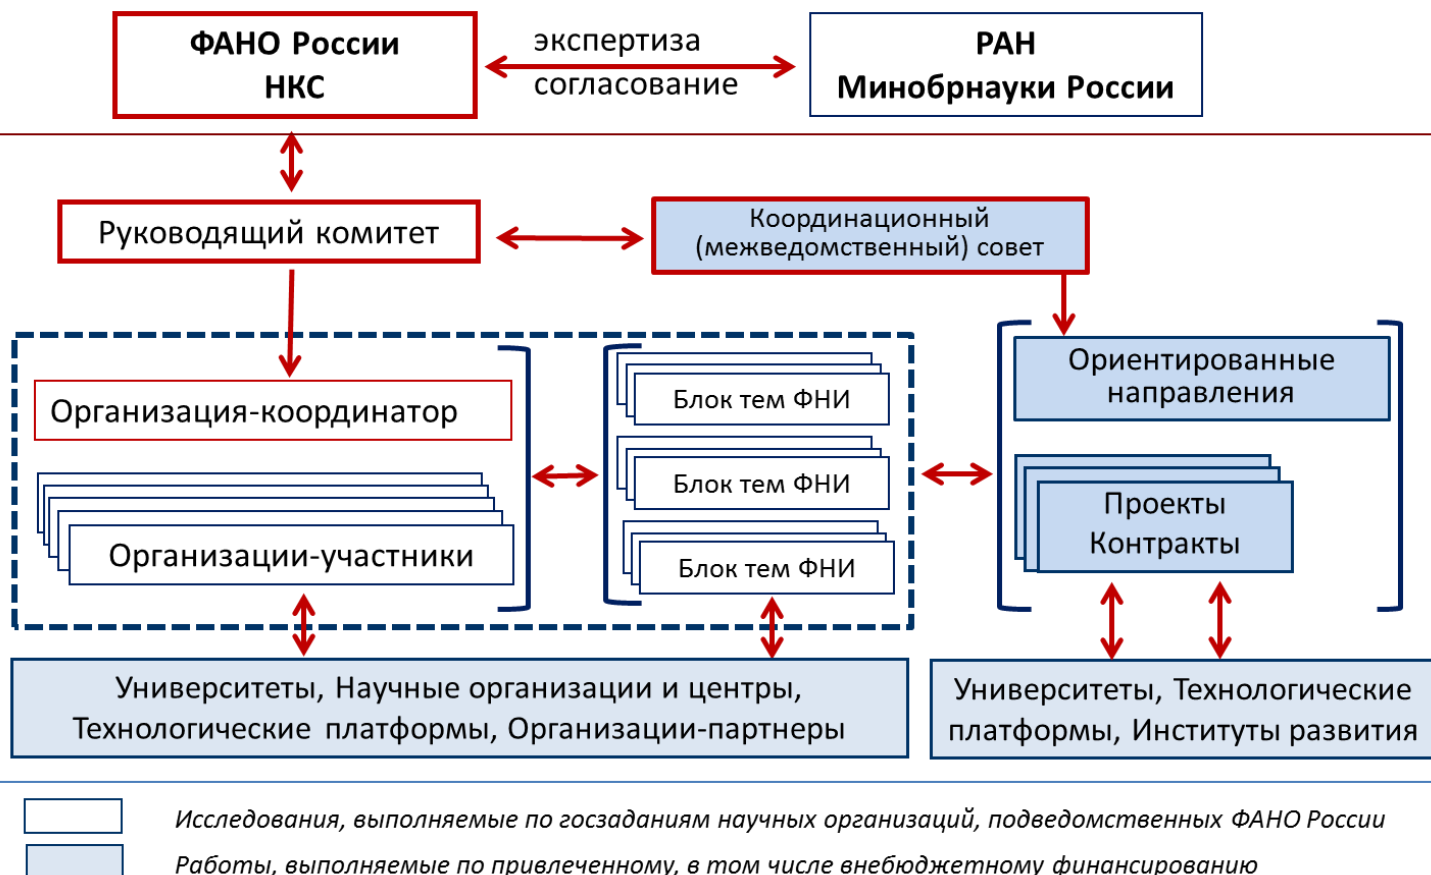 ФАНО России
НКС
экспертиза
согласование
РАН
Минобрнауки России
Руководящий комитет
Координационный
(межведомственный) совет
Организация-координатор
Организации-участники
Блок тем ФНИ
Блок тем ФНИ
Блок тем ФНИ
Ориентированные
направления
Проекты
Контракты
Университеты, Научные организации и центры,
Технологические платформы, Организации-партнеры
Университеты, Технологические
платформы, Институты развития
Исследования, выполняемые по госзаданиям научных организаций, подведомственных ФАНО России
Работы, выполняемые по привлеченному, в том числе внебюджетному финансированию